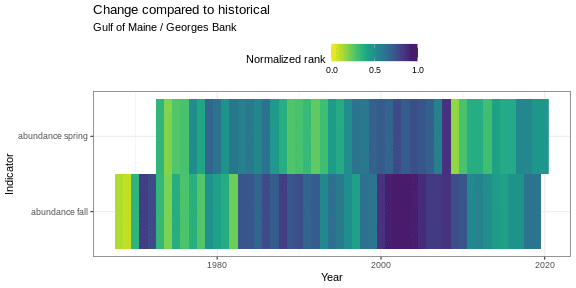 Change compared to historical
Gulf of Maine / Georges Bank
Normalized rank
0.0 0.5 1.0
Indicator
abundance spring
abundance fall
1980 2000 2020
Year